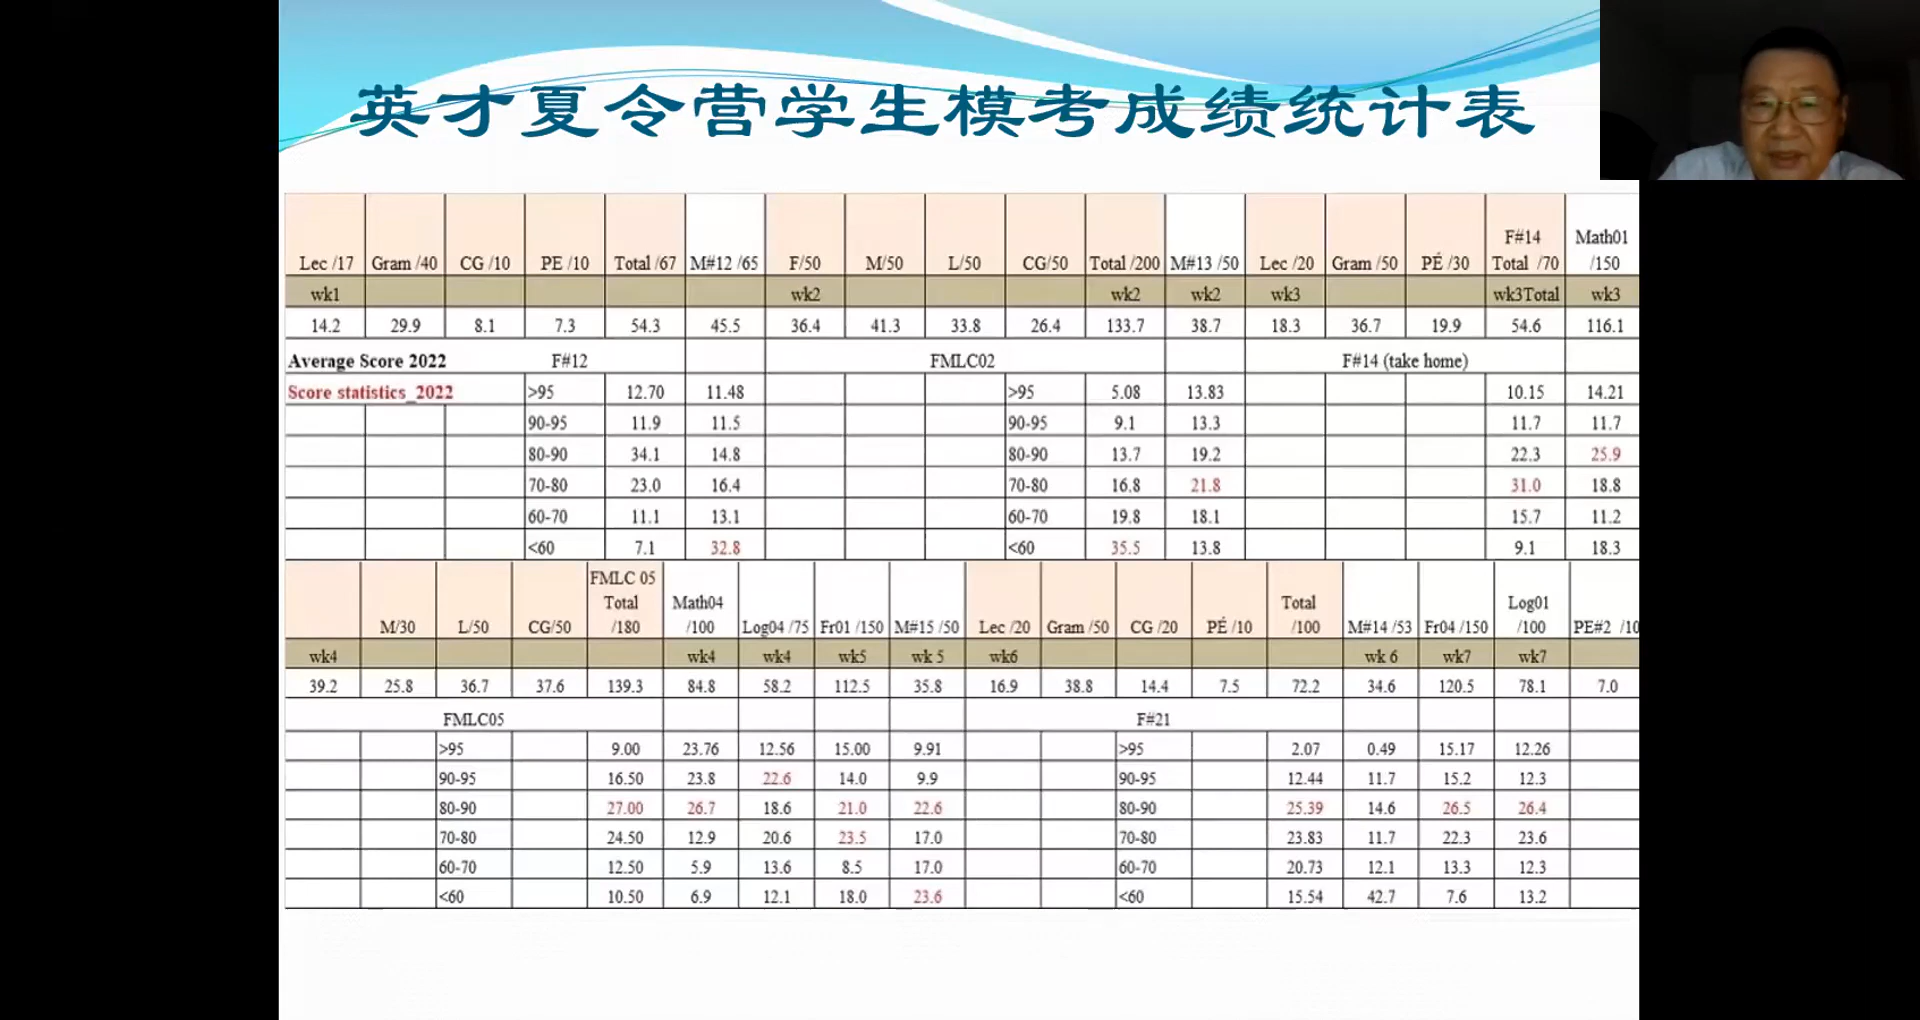 英才夏令营学生模考成绩统计表
F#14 Math01
Lec /17 Gram /40 CG /10 PE /10 Total /67 M#12 /65 F/50 M/50 L/50 CG/50 Total /200 M#13 /50 Lec /20 Gram /50 PÉ /30 Total /70 /150
wk1 wk2 wk2 wk2 wk3 wk3Total wk3
14.2 29.9 8.1 7.3 54.3 45.5 36.4 41.3 33.8 26.4 133.7 38.7 18.3 36.7 19.9 54.6 116.1
Average Score 2022 F#12 FMLC02 F#14 (take home)
Score statistics_2022 >95 12.70 11.48 >95 5.08 13.83 10.15 14.21
90-95 11.9 11.5 90-95 9.1 13.3 11.7 11.7
80-90 34.1 14.8 80-90 13.7 19.2 22.3 25.9
70-80 23.0 16.4 70-80 16.8 21.8 31.0 18.8
60-70 11.1 13.1 60-70 19.8 18.1 15.7 11.2
<60 7.1 32.8 <60 35.5 13.8 9.1 18.3
FMLC 05
Total Math04 Total Log01
M/30 L/50 CG/50 /180 /100 Log04 /75 Fr01 /150 M#15 /50 Lec /20 Gram /50 CG /20 PÉ /10 /100 M#14 /53 Fr04 /150 /100 PE#2 /10
wk4 wk4 wk4 wk5 wk 5 wk6 wk 6 wk7 wk7
39.2 25.8 36.7 37.6 139.3 84.8 58.2 112.5 35.8 16.9 38.8 14.4 7.5 72.2 34.6 120.5 78.1 7.0
FMLC05 F#21
>95 9.00 23.76 12.56 15.00 9.91 >95 2.07 0.49 15.17 12.26
90-95 16.50 23.8 22.6 14.0 9.9 90-95 12.44 11.7 15.2 12.3
80-90 27.00 26.7 18.6 21.0 22.6 80-90 25.39 14.6 26.5 26.4
70-80 24.50 12.9 20.6 23.5 17.0 70-80 23.83 11.7 22.3 23.6
60-70 12.50 5.9 13.6 8.5 17.0 60-70 20.73 12.1 13.3 12.3
<60 10.50 6.9 12.1 18.0 23.6 <60 15.54 42.7 7.6 13.2